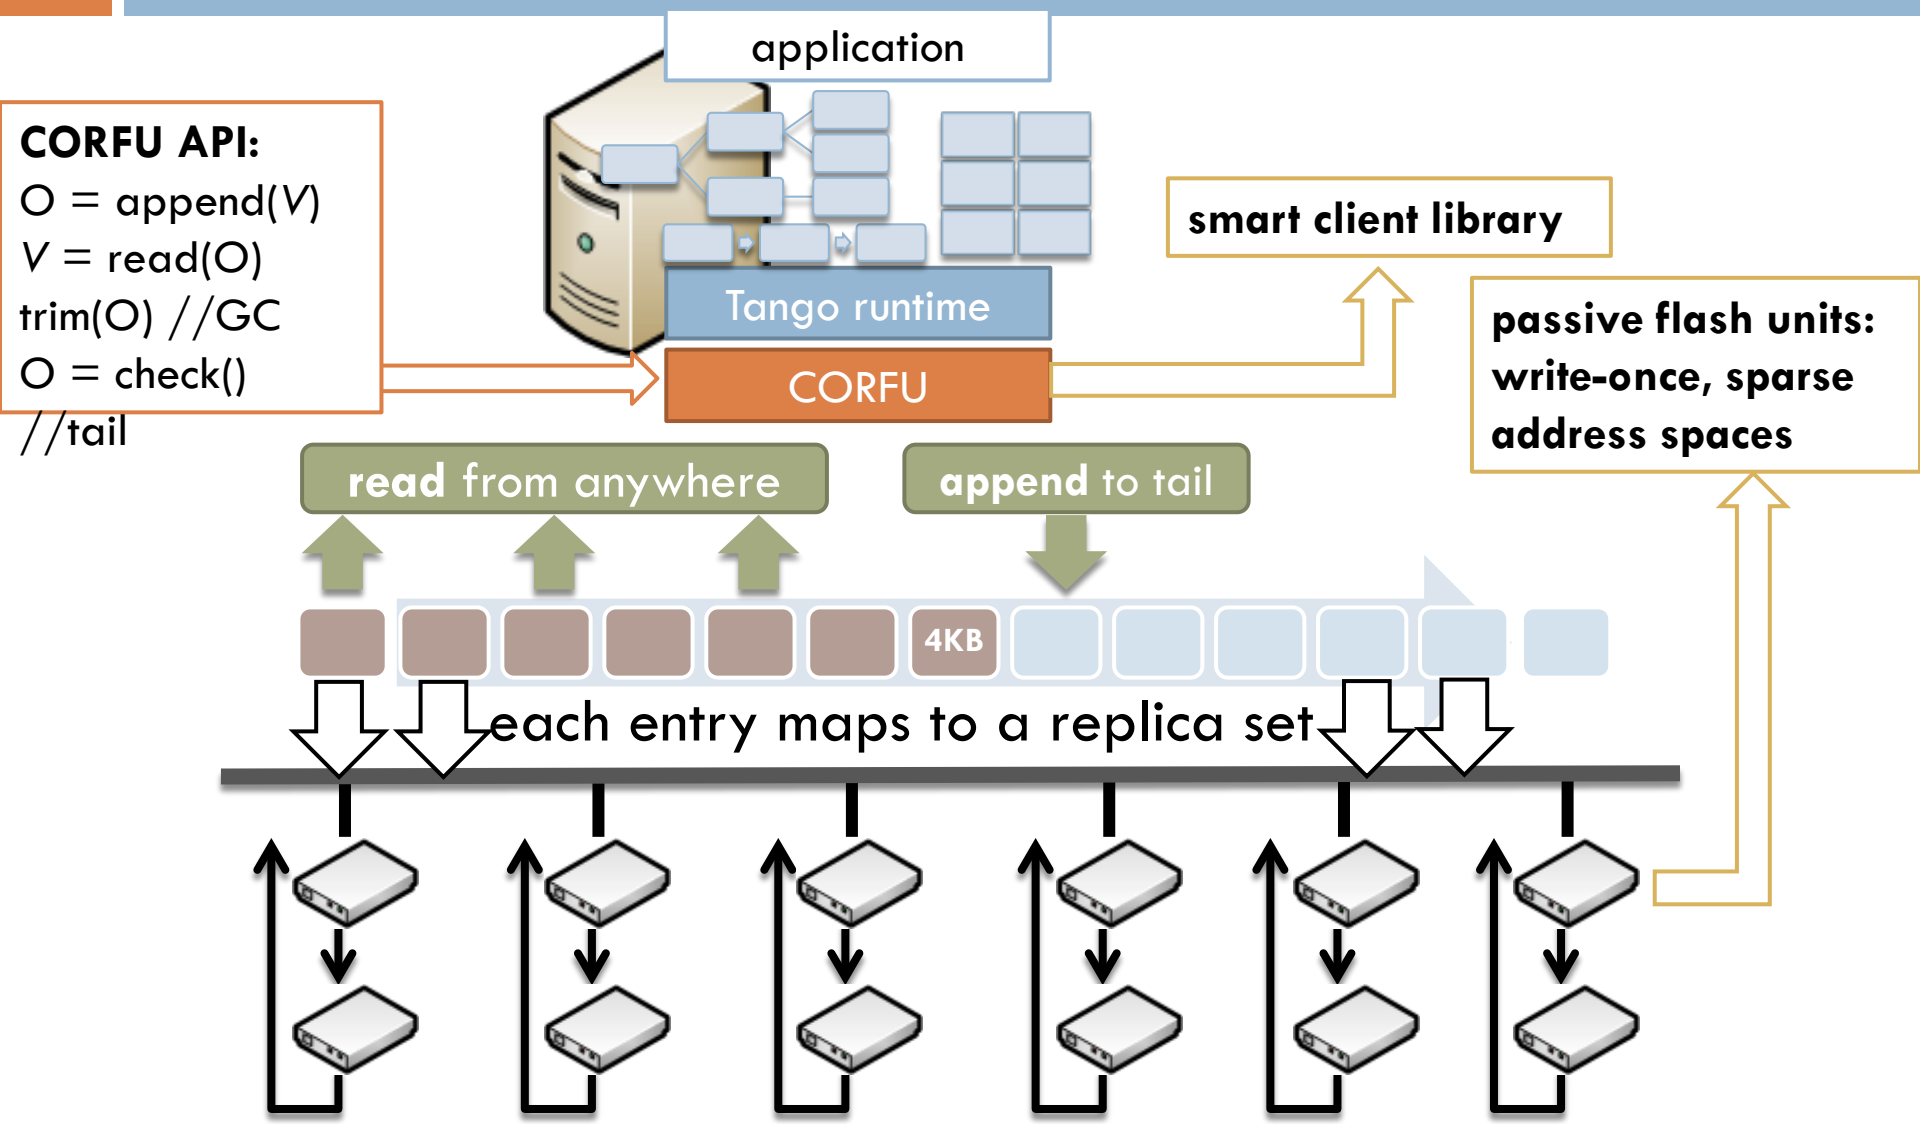 application
CORFU API:
O = append(V)
V = read(O)
trim(O) //GC
O = check()
//tail
smart client library
Tango runtime
passive flash units:
write-once, sparse
address spaces
CORFU
read from anywhere
append to tail
4KB
each entry maps to a replica set